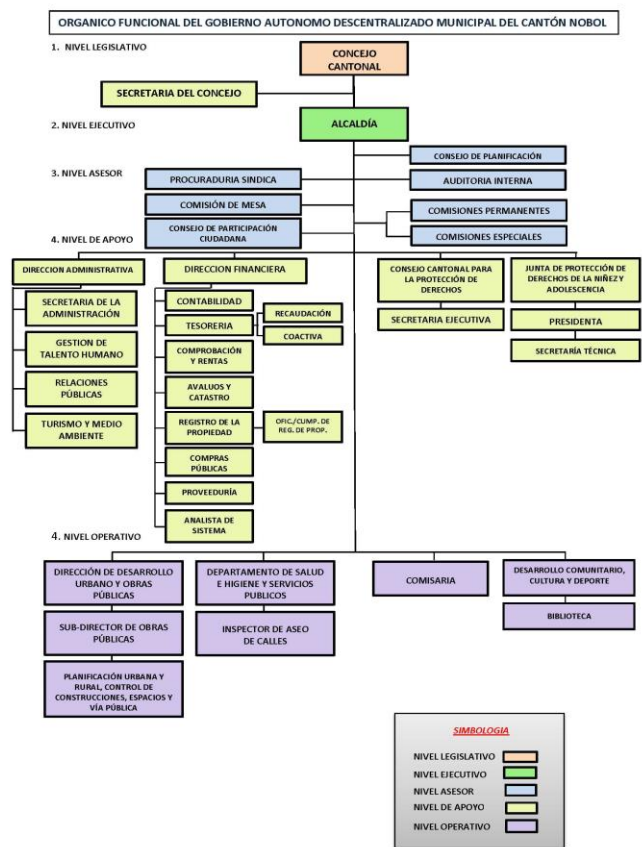 ORGANICO FUNCIONAL DEL GOBIERNO AUTONOMO DESCENTRALIZADO MUNICIPAL DEL CANTÓN NOBOL
1. NIVEL LEGISLATIVO
CONCEJO
CANTONAL
SECRETARIA DEL CONCEJO
2. NIVEL EJECUTIVO
ALCALDÍA
CONSEJO DE PLANIFICACIÓN
3. NIVEL ASESOR
PROCURADURIA SINDICA
AUDITORIA INTERNA
COMISIÓN DE MESA
COMISIONES PERMANENTES
CONSEJO DE PARTICIPACIÓN
CIUDADANA
COMISIONES ESPECIALES
4. NIVEL DE APOYO
DIRECCION ADMINISTRATIVA
SECRETARIA DE LA
ADMINISTRACIÓN
GESTION DE
TALENTO HUMANO
RELACIONES
PÚBLICAS
TURISMO Y MEDIO
AMBIENTE
DIRECCION FINANCIERA
CONTABILIDAD
TESORERIA
RECAUDACIÓN
COACTIVA
COMPROBACIÓN
Y RENTAS
AVALUOS Y
CATASTRO
REGISTRO DE LA
PROPIEDAD
OFIC./CUMP. DE
REG. DE PROP.
COMPRAS
PÚBLICAS
PROVEEDURÍA
ANALISTA DE
SISTEMA
CONSEJO CANTONAL PARA
LA PROTECCIÓN DE
DERECHOS
SECRETARIA EJECUTIVA
JUNTA DE PROTECCIÓN DE
DERECHOS DE LA NIÑEZ Y
ADOLESCENCIA
PRESIDENTA
SECRETARÍA TÉCNICA
4. NIVEL OPERATIVO
DIRECCIÓN DE DESARROLLO
URBANO Y OBRAS
PÚBLICAS
SUB-DIRECTOR DE OBRAS
PÚBLICAS
PLANIFICACIÓN URBANA Y
RURAL, CONTROL DE
CONSTRUCCIONES, ESPACIOS Y
VÍA PÚBLICA
DEPARTAMENTO DE SALUD
E HIGIENE Y SERVICIOS
PUBLICOS
INSPECTOR DE ASEO
DE CALLES
COMISARIA
DESARROLLO COMUNITARIO,
CULTURA Y DEPORTE
BIBLIOTECA
SIMBOLOGIA
NIVEL LEGISLATIVO
NIVEL EJECUTIVO
NIVEL ASESOR
NIVEL DE APOYO
NIVEL OPERATIVO